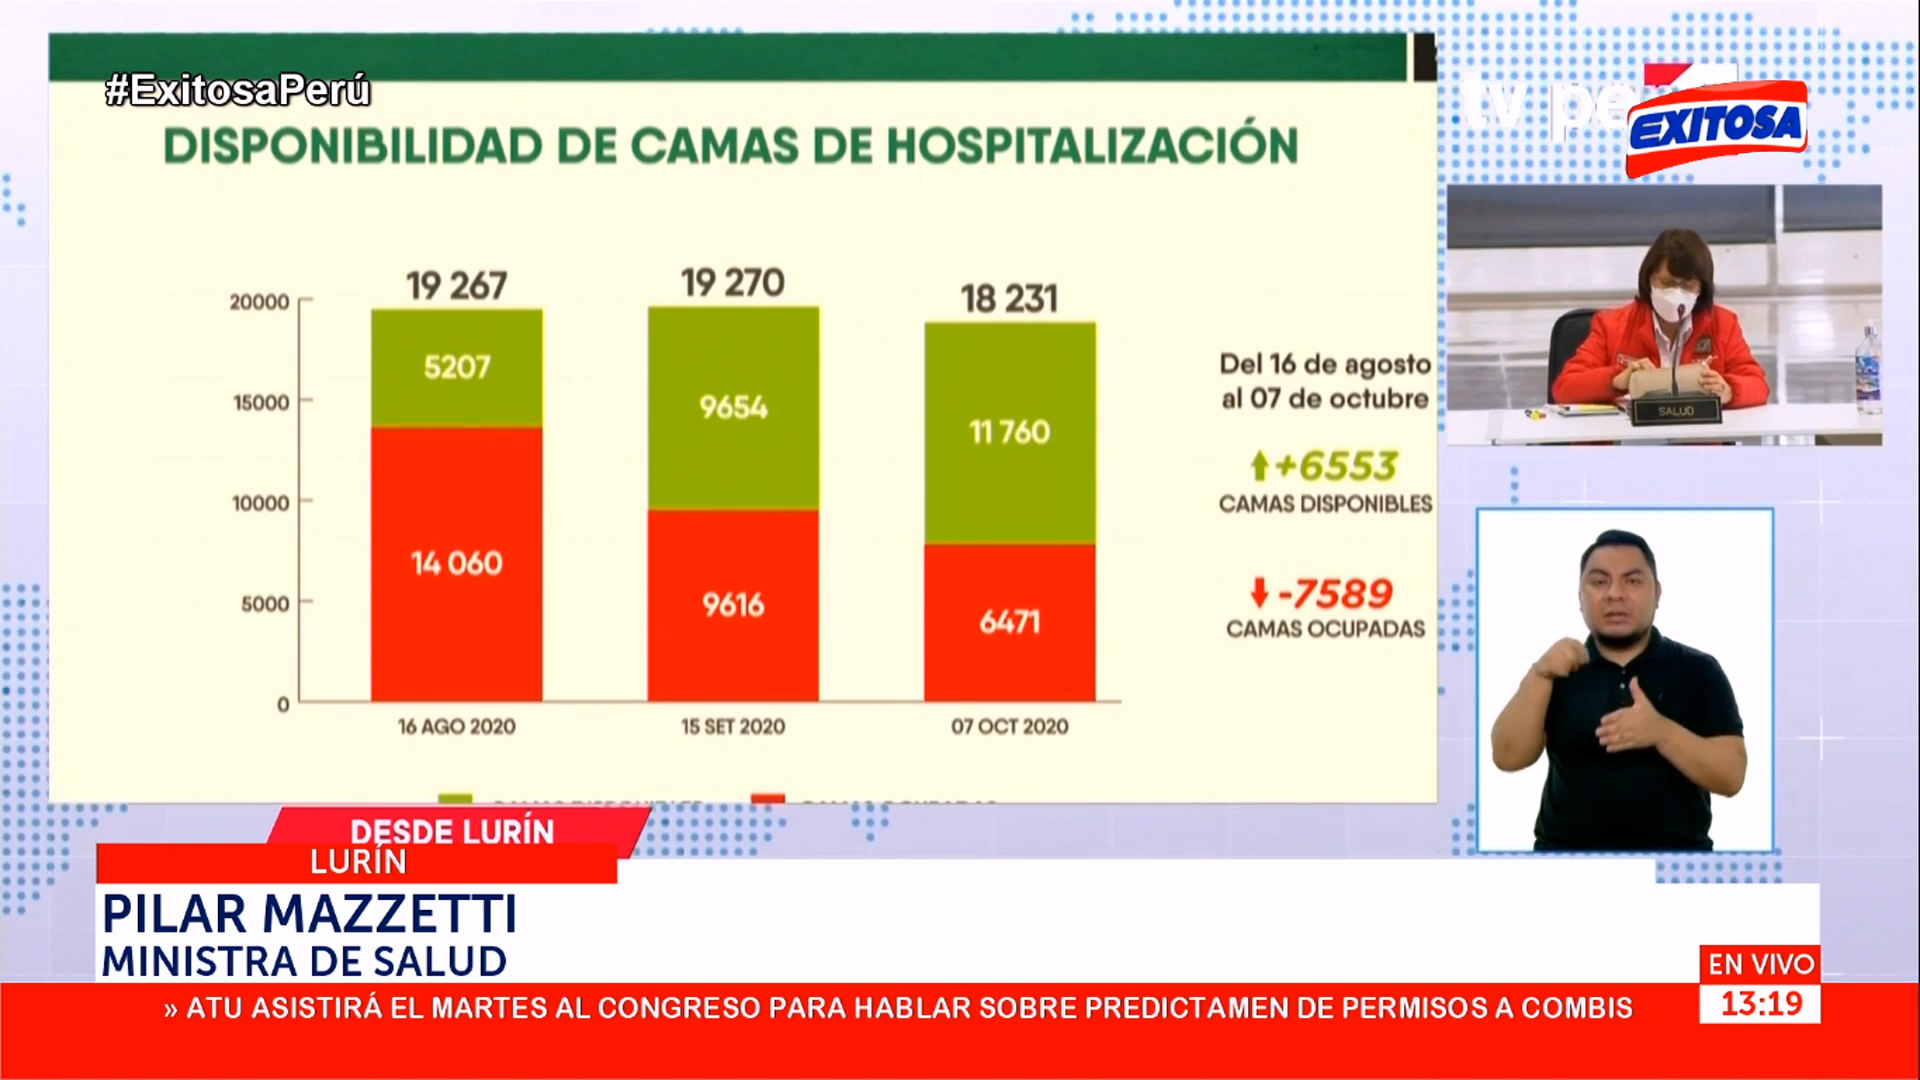 #ExitosaPerú
tv pe
EXITOSA
DISPONIBILIDAD DE CAMAS DE HOSPITALIZACIÓN
19 267
19 270
18 231
20000
15000
10000
5000
0
5207
9654
11 760
14 060
9616
6471
16 AGO 2020
15 SET 2020
07 OCT 2020
Del 16 de agosto
al 07 de octubre
+6553
CAMAS DISPONIBLES
-7589
CAMAS OCUPADAS
SALUD
DESDE LURÍN
LURÍN
PILAR MAZZETTI
MINISTRA DE SALUD
EN VIVO
13:19
» ATU ASISTIRÁ EL MARTES AL CONGRESO PARA HABLAR SOBRE PREDICTAMEN DE PERMISOS A COMBIS